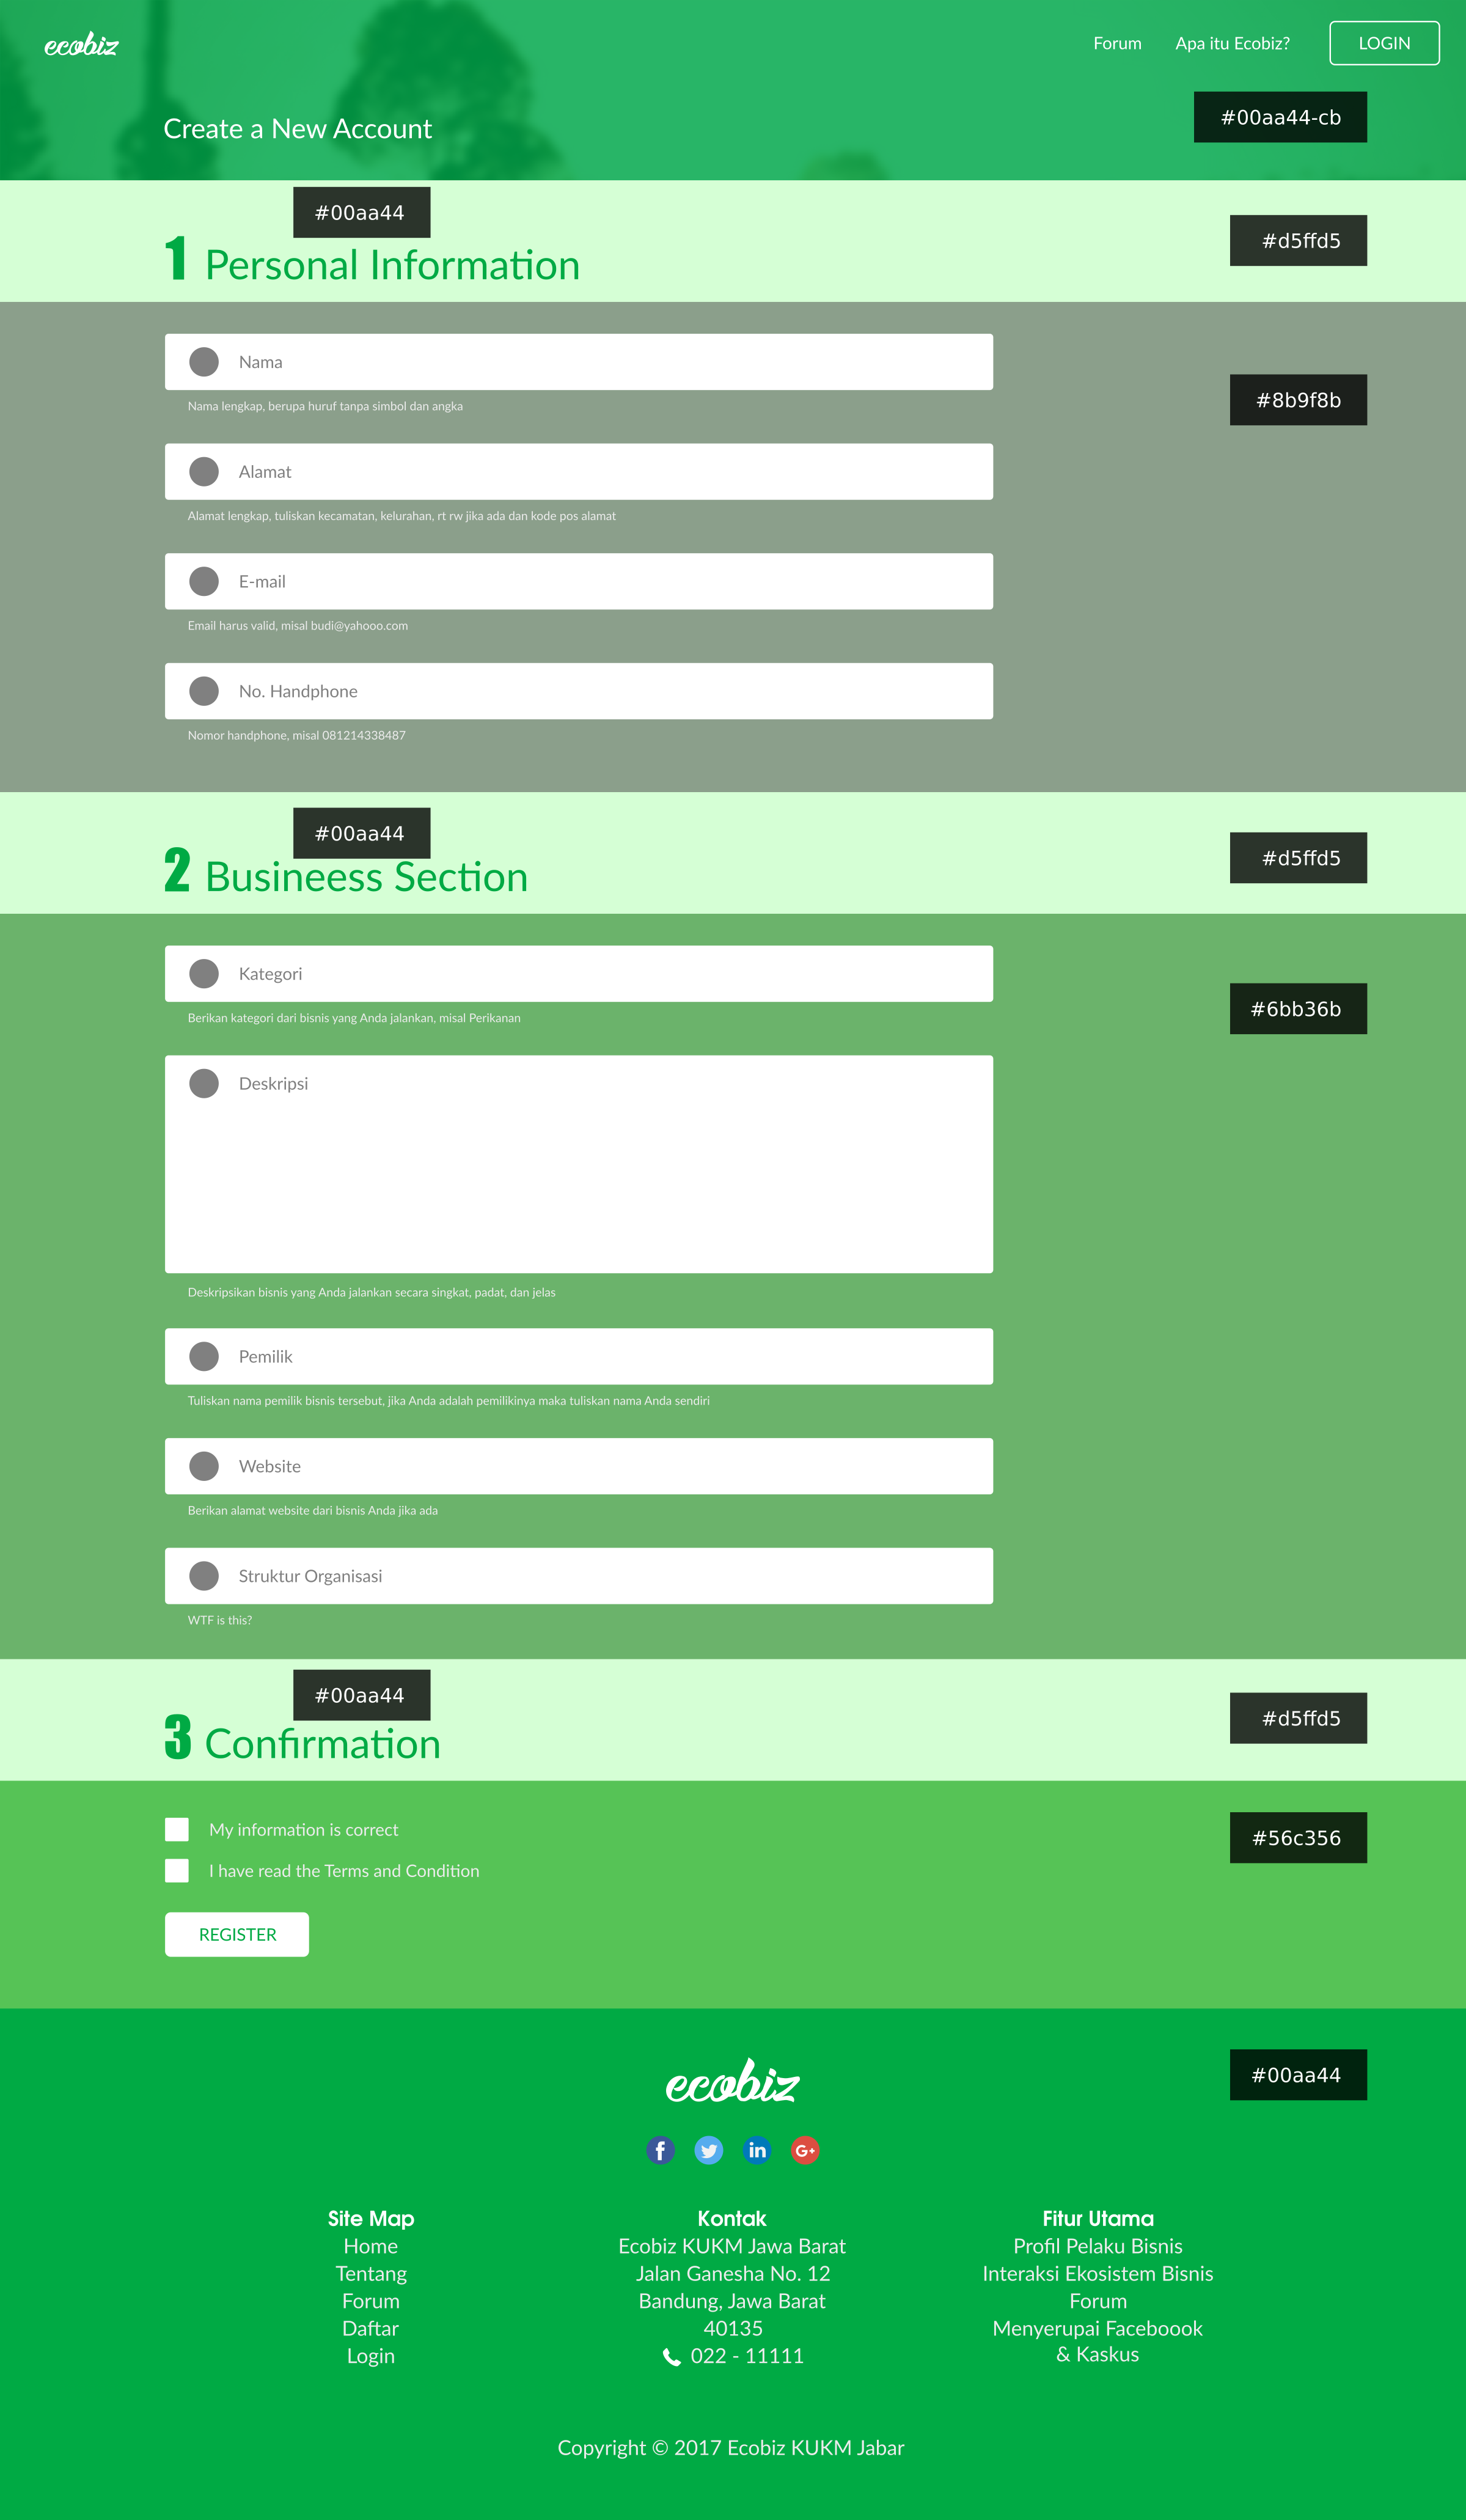 ecobiz
Forum
Apa itu Ecobiz?
LOGIN
Create a New Account
#00aa44-cb
#00aa44
1 Personal Information
#d5ffd5
Nama
Nama lengkap, berupa huruf tanpa simbol dan angka
#8b9f8b
Alamat
Alamat lengkap, tuliskan kecamatan, kelurahan, rt rw jika ada dan kode pos alamat
E-mail
Email harus valid, misal budi@yahooo.com
No. Handphone
Nomor handphone, misal 081214338487
#00aa44
2 Busineess Section
#d5ffd5
Kategori
Berikan kategori dari bisnis yang Anda jalankan, misal Perikanan
#6bb36b
Deskripsi
Deskripsikan bisnis yang Anda jalankan secara singkat, padat, dan jelas
Pemilik
Tuliskan nama pemilik bisnis tersebut, jika Anda adalah pemilikinya maka tuliskan nama Anda sendiri
Website
Berikan alamat website dari bisnis Anda jika ada
Struktur Organisasi
WTF is this?
#00aa44
3 Confirmation
#d5ffd5
My information is correct
#56c356
I have read the Terms and Condition
REGISTER
ecobiz
#00aa44
f
in
G+
Site Map
Home
Tentang
Forum
Daftar
Login
Kontak
Ecobiz KUKM Jawa Barat
Jalan Ganesha No. 12
Bandung, Jawa Barat
40135
022 - 11111
Fitur Utama
Profil Pelaku Bisnis
Interaksi Ekosistem Bisnis
Forum
Menyerupai Faceboook
& Kaskus
Copyright © 2017 Ecobiz KUKM Jabar